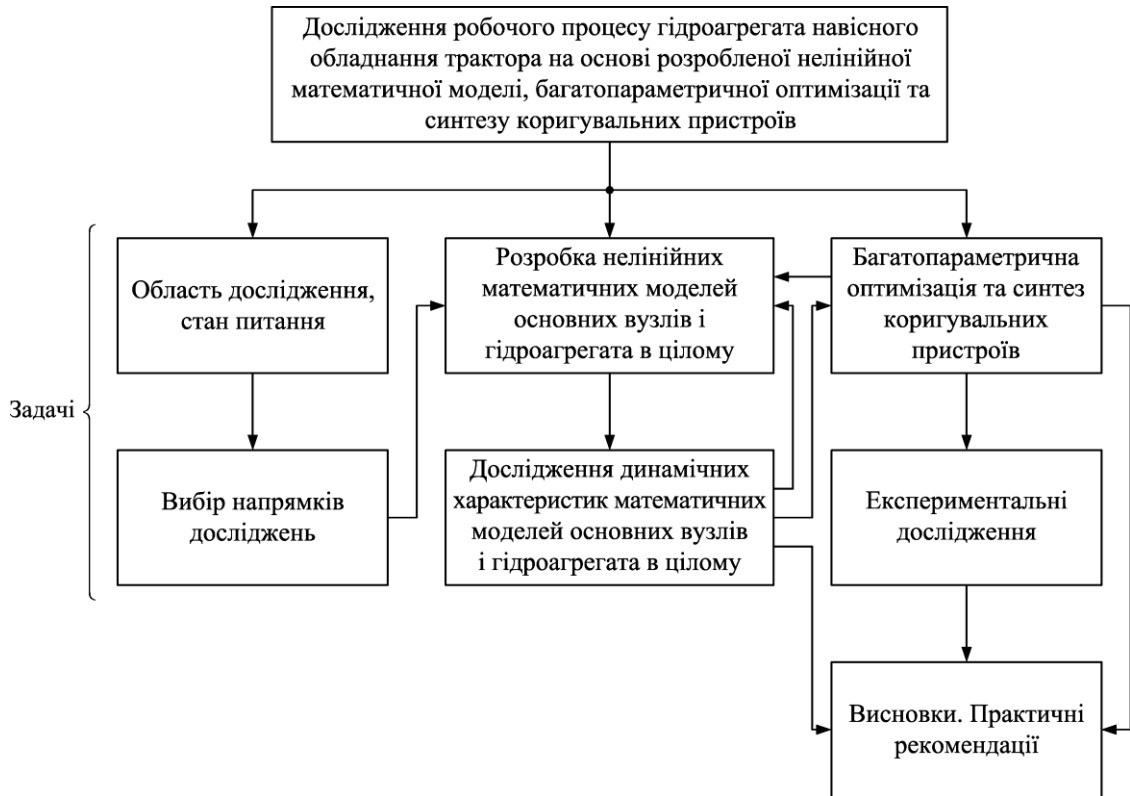 Дослідження робочого процесу гідроагрегата навісного
обладнання трактора на основі розробленої нелінійної
математичної моделі, багатопараметричної оптимізації та
синтезу коригувальних пристроїв
Задачі
Область дослідження,
стан питання
Розробка нелінійних
математичних моделей
основних вузлів і
гідроагрегата в цілому
Багатопараметрична
оптимізація та синтез
коригувальних
пристроїв
Вибір напрямків
досліджень
Дослідження динамічних
характеристик математичних
моделей основних вузлів
і гідроагрегата в цілому
Експериментальні
дослідження
Висновки. Практичні
рекомендації